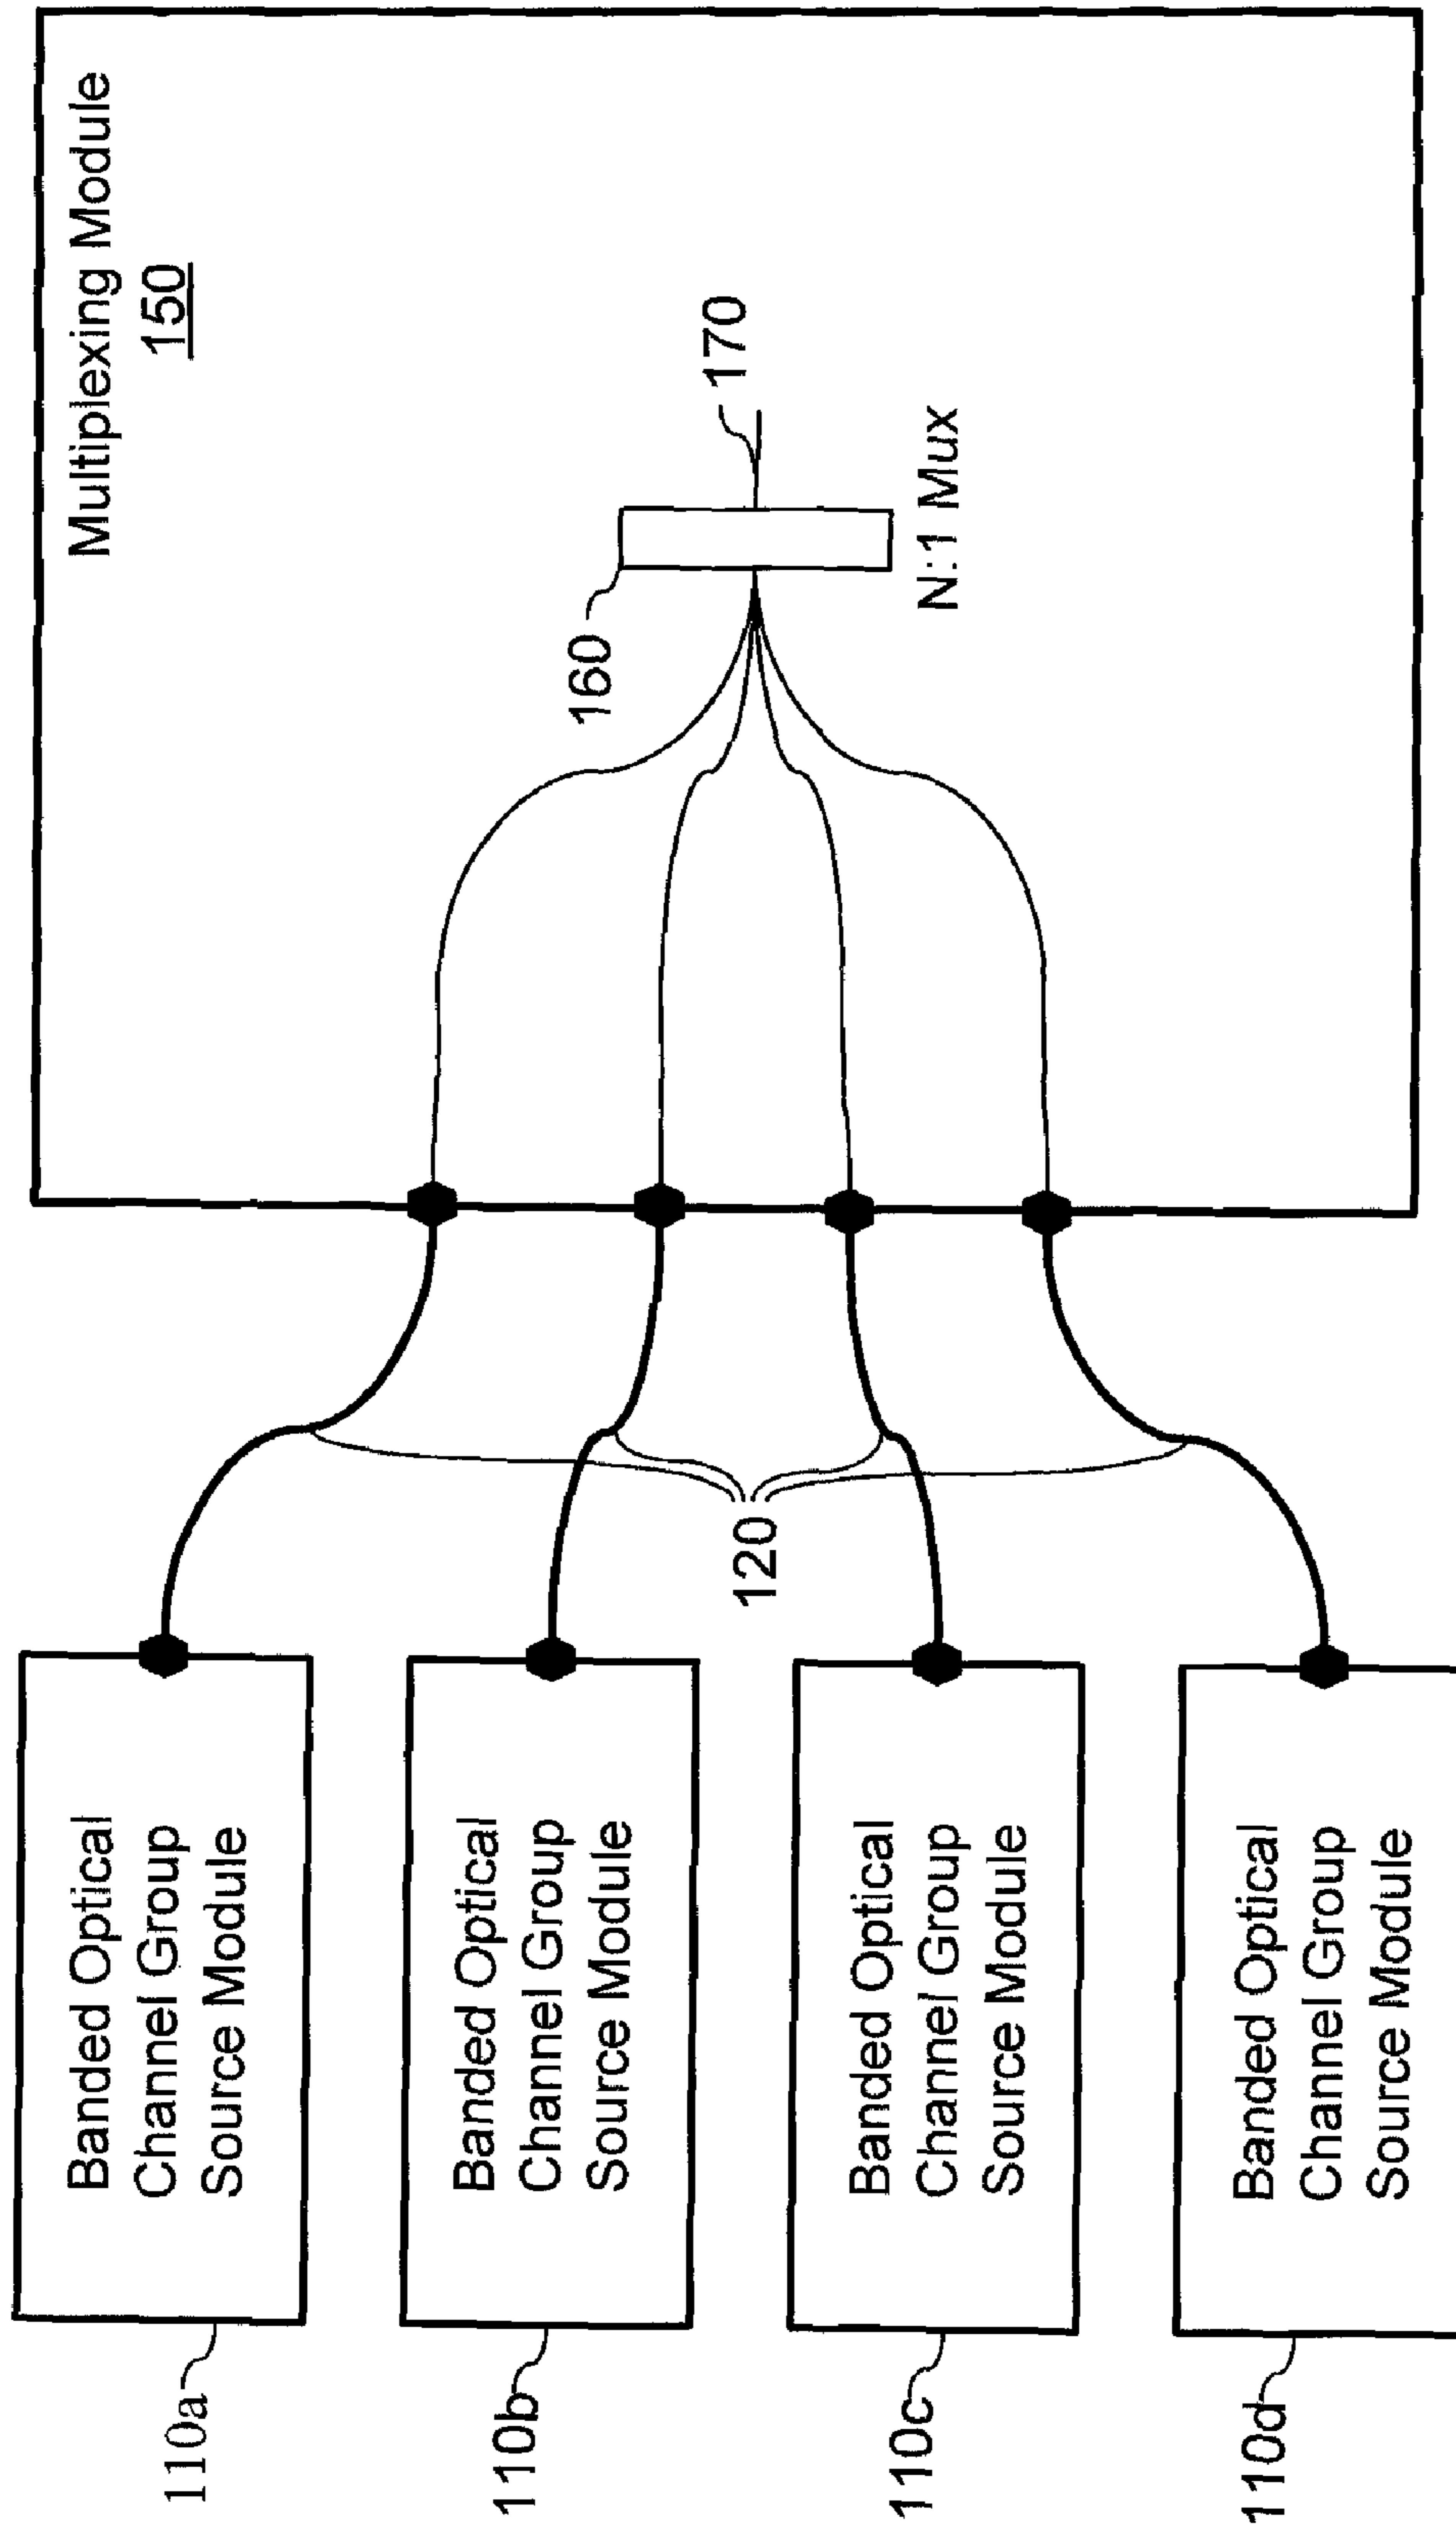 110a
Banded Optical
Channel Group
Source Module
110b
Banded Optical
Channel Group
Source Module
110c
Banded Optical
Channel Group
Source Module
110d
Banded Optical
Channel Group
Source Module
120
Multiplexing Module
150
160
170
N:1 Mux